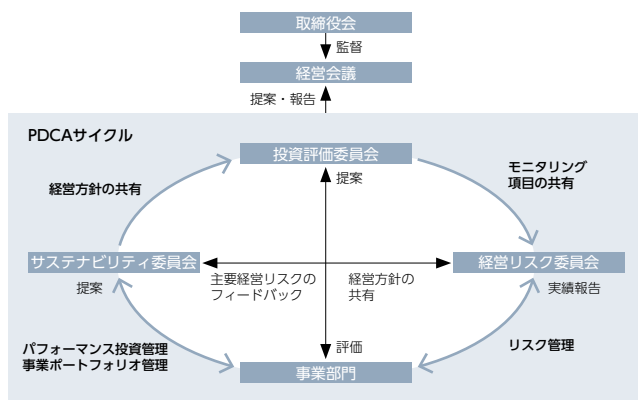 取締役会
監督
経営会議
提案・報告
PDCAサイクル
投資評価委員会
提案
経営方針の共有
モニタリング
項目の共有
サステナビリティ委員会
経営リスク委員会
提案
主要経営リスクの
フィードバック
経営方針の
共有
実績報告
パフォーマンス投資管理
事業ポートフォリオ管理
評価
リスク管理
事業部門